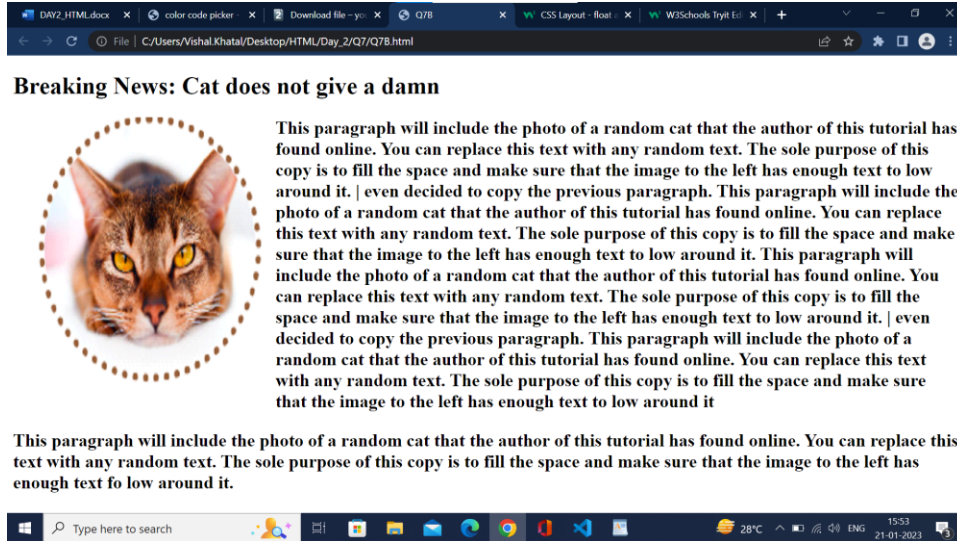 DAY2_HTML.docx
color code picker -
Download file – yo
Q7B
CSS Layout - float a
W3Schools Tryit Ed
File | C:/Users/Vishal.Khatal/Desktop/HTML/Day_2/Q7/Q7B.html
Breaking News: Cat does not give a damn
This paragraph will include the photo of a random cat that the author of this tutorial has
found online. You can replace this text with any random text. The sole purpose of this
copy is to fill the space and make sure that the image to the left has enough text to low
around it. | even decided to copy the previous paragraph. This paragraph will include the
photo of a random cat that the author of this tutorial has found online. You can replace
this text with any random text. The sole purpose of this copy is to fill the space and make
sure that the image to the left has enough text to low around it. This paragraph will
include the photo of a random cat that the author of this tutorial has found online. You
can replace this text with any random text. The sole purpose of this copy is to fill the
space and make sure that the image to the left has enough text to low around it. | even
decided to copy the previous paragraph. This paragraph will include the photo of a
random cat that the author of this tutorial has found online. You can replace this text
with any random text. The sole purpose of this copy is to fill the space and make sure
that the image to the left has enough text to low around it
This paragraph will include the photo of a random cat that the author of this tutorial has found online. You can replace this
text with any random text. The sole purpose of this copy is to fill the space and make sure that the image to the left has
enough text fo low around it.
Type here to search
28°C
ENG
15:53
21-01-2023
3